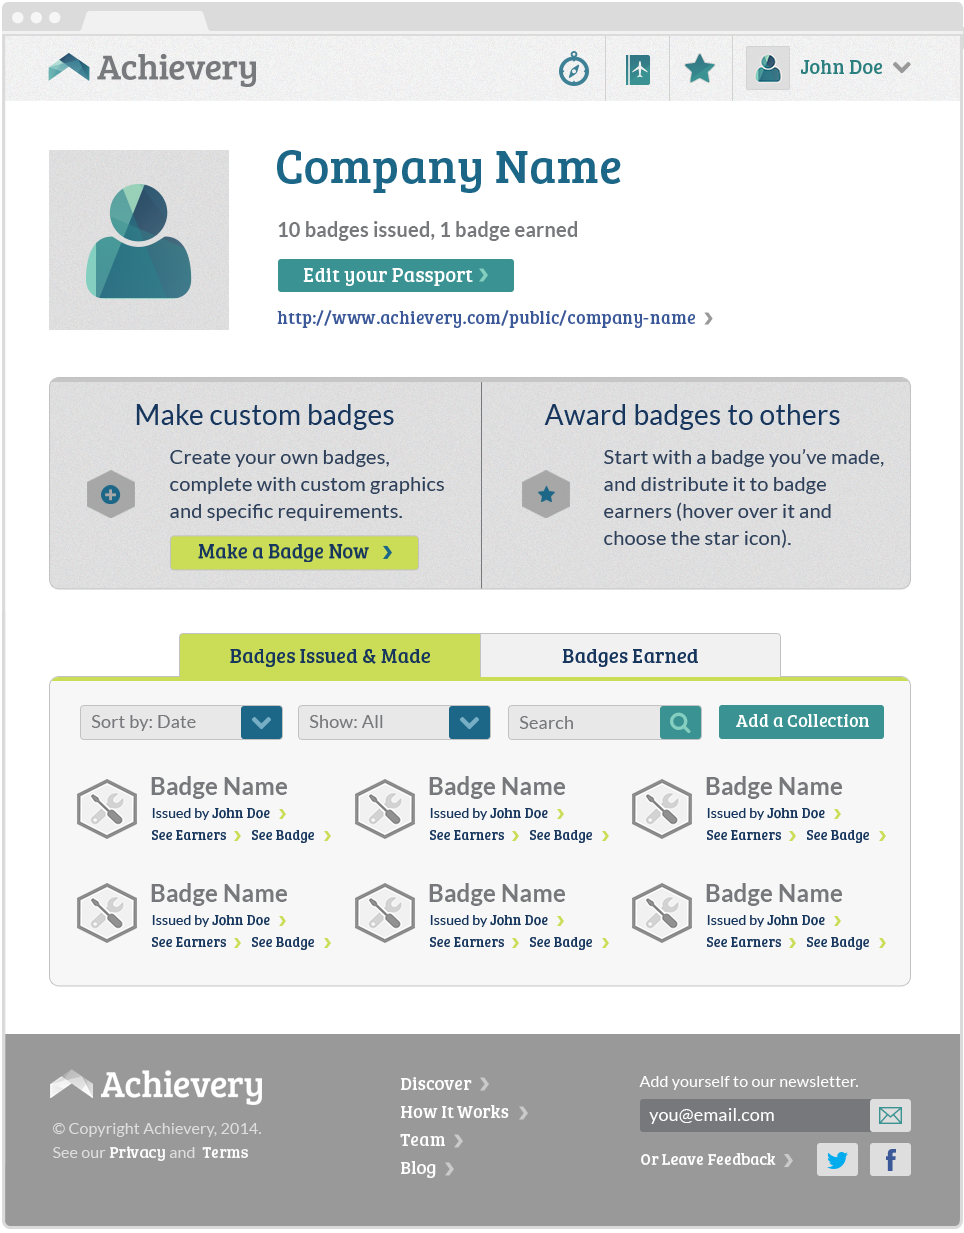 Achievery
John Doe
Company Name
10 badges issued, 1 badge earned
Edit your Passport
http://www.achievery.com/public/company-name
Make custom badges
Create your own badges,
complete with custom graphics
and specific requirements.
Make a Badge Now
Award badges to others
Start with a badge you've made,
and distribute it to badge
earners (hover over it and
choose the star icon).
Badges Issued & Made
Badges Earned
Sort by: Date
Show: All
Search
Add a Collection
Badge Name
Issued by John Doe
See Earners See Badge
Badge Name
Issued by John Doe
See Earners See Badge
Badge Name
Issued by John Doe
See Earners See Badge
Badge Name
Issued by John Doe
See Earners See Badge
Badge Name
Issued by John Doe
See Earners See Badge
Badge Name
Issued by John Doe
See Earners See Badge
Achievery
© Copyright Achievery, 2014.
See our Privacy and Terms
Discover
How It Works
Team
Blog
Add yourself to our newsletter.
you@email.com
Or Leave Feedback